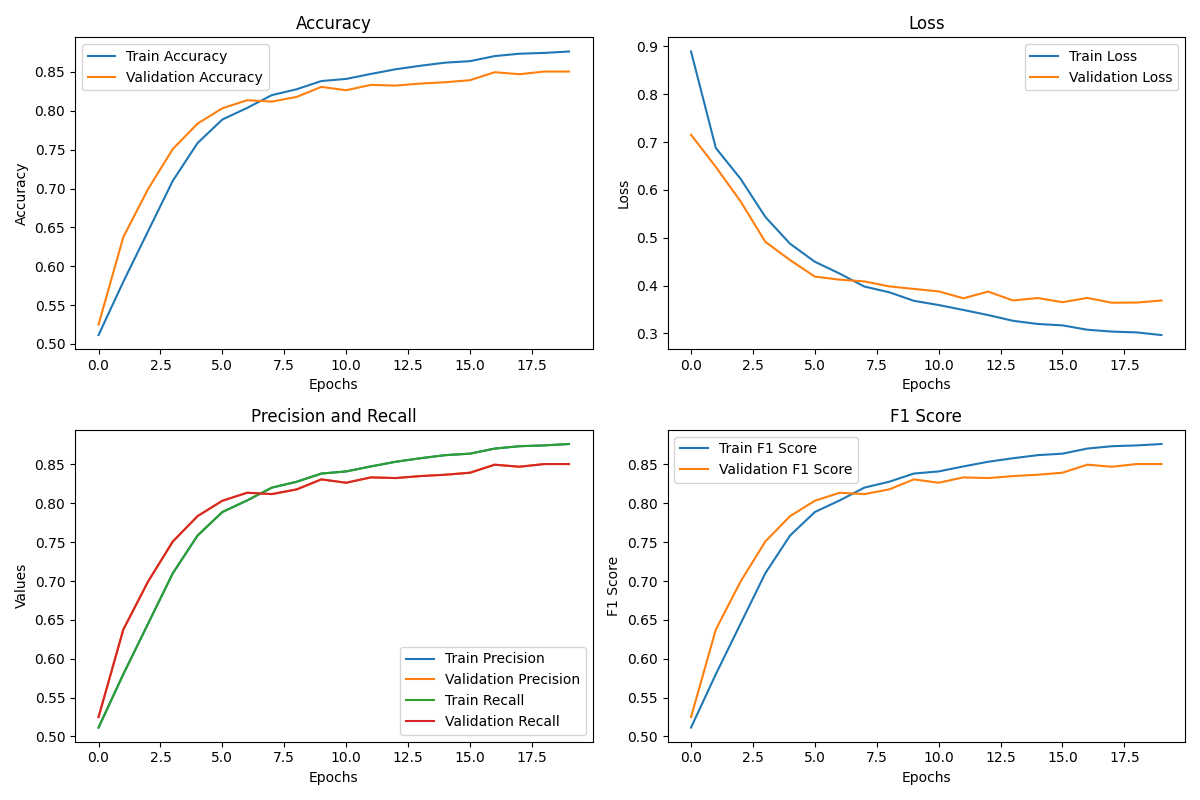 Accuracy
Train Accuracy
Validation Accuracy
Accuracy
0.85
0.80
0.75
0.70
0.65
0.60
0.55
0.50
0.0 2.5 5.0 7.5 10.0 12.5 15.0 17.5
Epochs
Loss
Train Loss
Validation Loss
Loss
0.9
0.8
0.7
0.6
0.5
0.4
0.3
0.0 2.5 5.0 7.5 10.0 12.5 15.0 17.5
Epochs
Precision and Recall
Values
0.85
0.80
0.75
0.70
0.65
0.60
0.55
0.50
Train Precision
Validation Precision
Train Recall
Validation Recall
0.0 2.5 5.0 7.5 10.0 12.5 15.0 17.5
Epochs
F1 Score
Train F1 Score
Validation F1 Score
F1 Score
0.85
0.80
0.75
0.70
0.65
0.60
0.55
0.50
0.0 2.5 5.0 7.5 10.0 12.5 15.0 17.5
Epochs